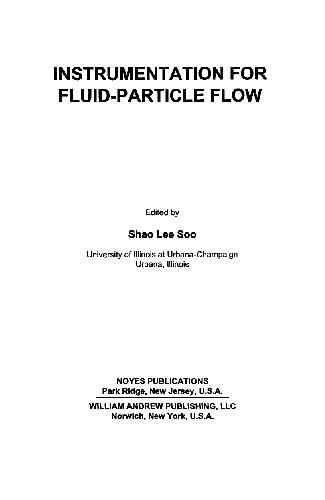 INSTRUMENTATION FOR
FLUID-PARTICLE FLOW
Edited by
Shao Lee Soo
University of Illinois at Urbana-Champaign
Urbana, Illinois
NOYES PUBLICATIONS
Park Ridge, New Jersey, U.S.A.
WILLIAM ANDREW PUBLISHING, LLC
Norwich, New York, U.S.A.